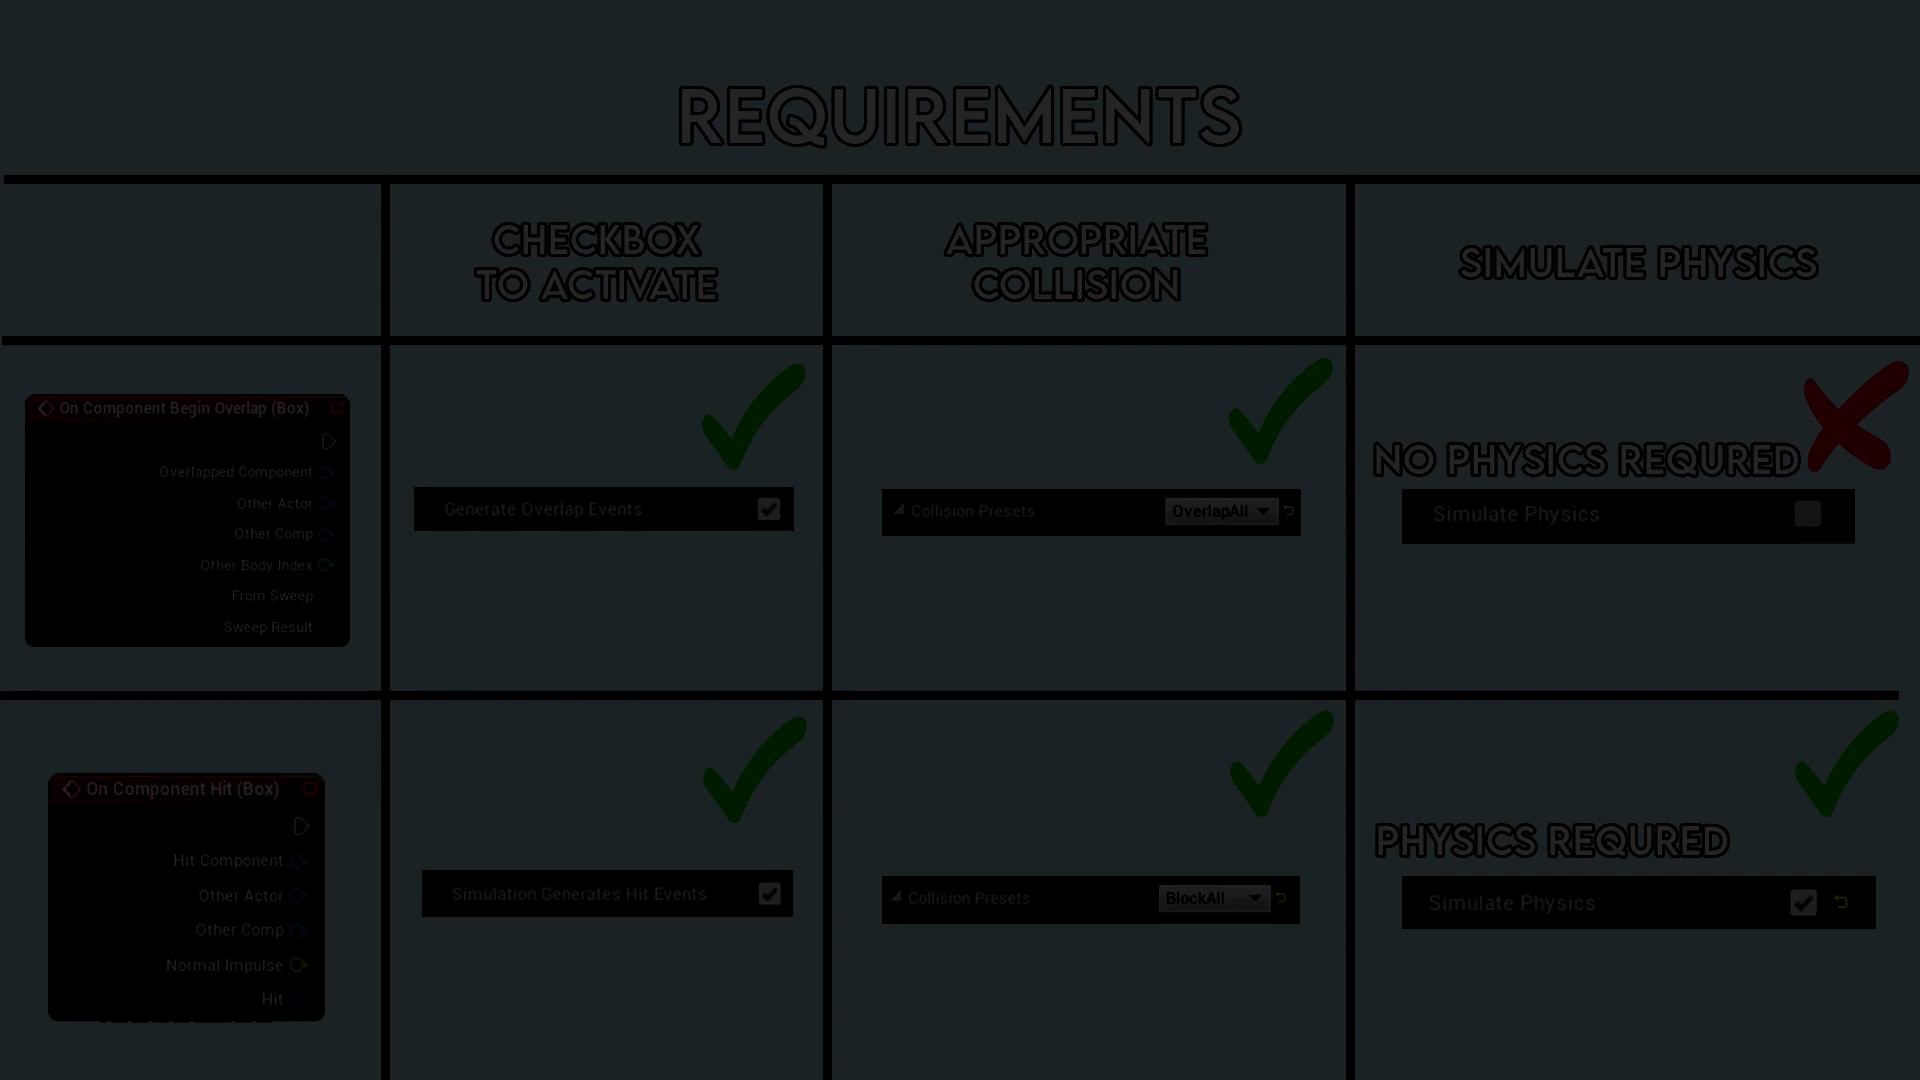 REQUIREMENTS
CHECKBOX
TO ACTIVATE
APPROPRIATE
COLLISION
SIMULATE PHYSICS
On Component Begin Overlap (Box)
Overlapped Component
Other Actor
Other Comp
Other Body Index
From Sweep
Sweep Result
Generate Overlap Events
Collision Presets OverlapAll
NO PHYSICS REQURED
Simulate Physics
On Component Hit (Box)
Hit Component
Other Actor
Other Comp
Normal Impulse
Hit
Simulation Generates Hit Events
Collision Presets BlockAll
PHYSICS REQURED
Simulate Physics